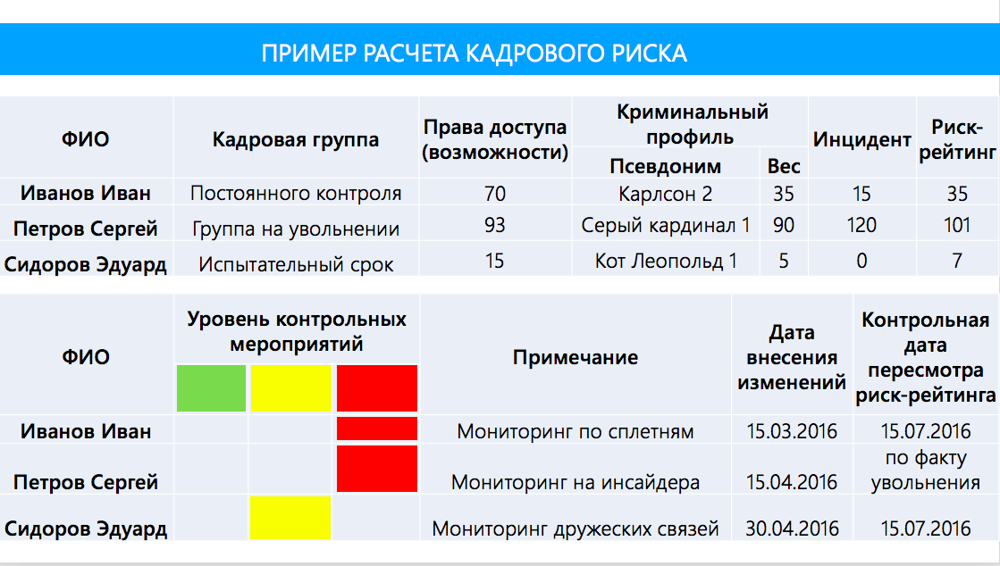 ПРИМЕР РАСЧЕТА КАДРОВОГО РИСКА
ФИО
Кадровая группа
Права доступа
(возможности)
Криминальный
профиль
Псевдоним
Вес
Инцидент
Риск-
рейтинг
Иванов Иван Постоянного контроля 70 Карлсон 2 35 15 35
Петров Сергей Группа на увольнении 93 Серый кардинал 1 90 120 101
Сидоров Эдуард Испытательный срок 15 Кот Леопольд 1 5 0 7
ФИО
Уровень контрольных
мероприятий
Примечание
Дата
внесения
изменений
Контрольная
дата
пересмотра
риск-рейтинга
Иванов Иван Мониторинг по сплетням 15.03.2016 15.07.2016
Петров Сергей Мониторинг на инсайдера 15.04.2016 по факту
увольнения
Сидоров Эдуард Мониторинг дружеских связей 30.04.2016 15.07.2016